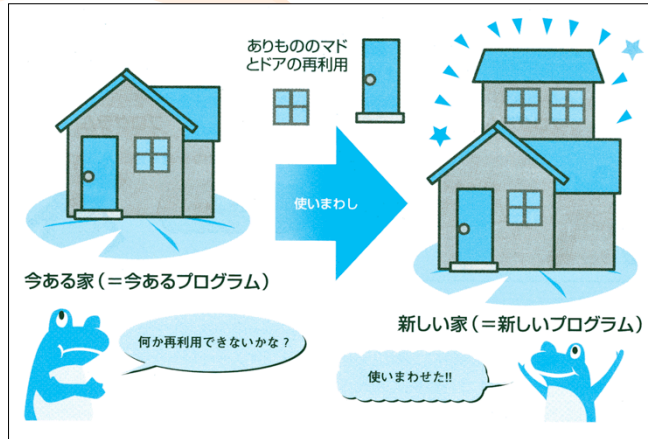 ありもののマド
とドアの再利用
使いまわし
今ある家(=今あるプログラム)
新しい家(=新しいプログラム)
何か再利用できないかな?
使いまわせた!!